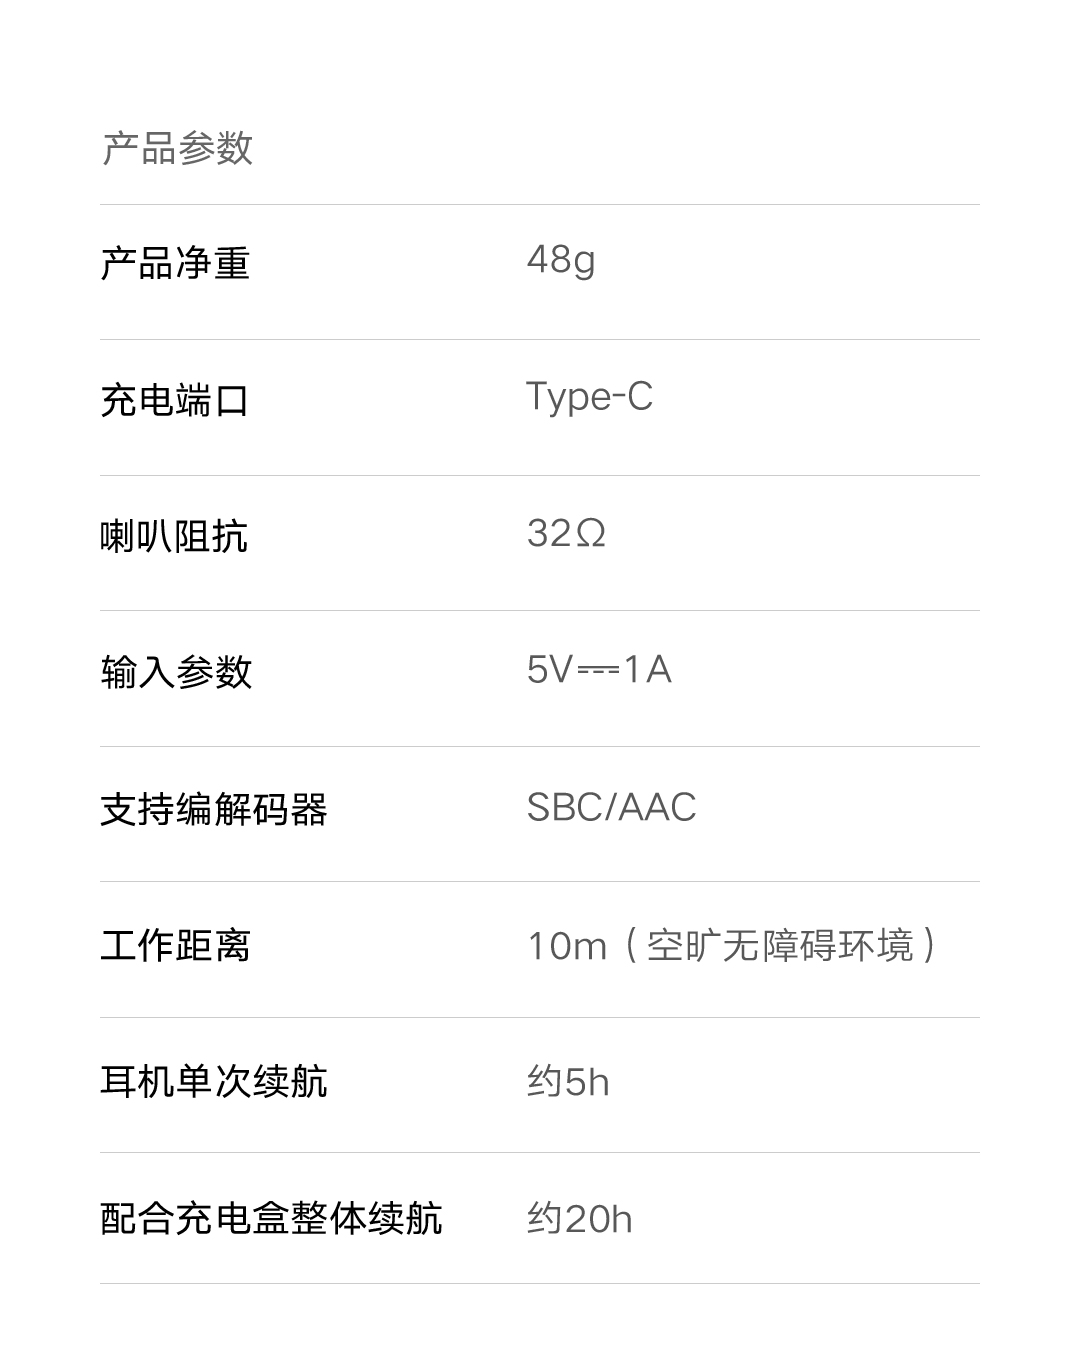 产品参数
产品净重 48g
充电端口 Type-C
喇叭阻抗 32Ω
输入参数 5V⎓1A
支持编解码器 SBC/AAC
工作距离 10m（空旷无障碍环境）
耳机单次续航 约5h
配合充电盒整体续航 约20h